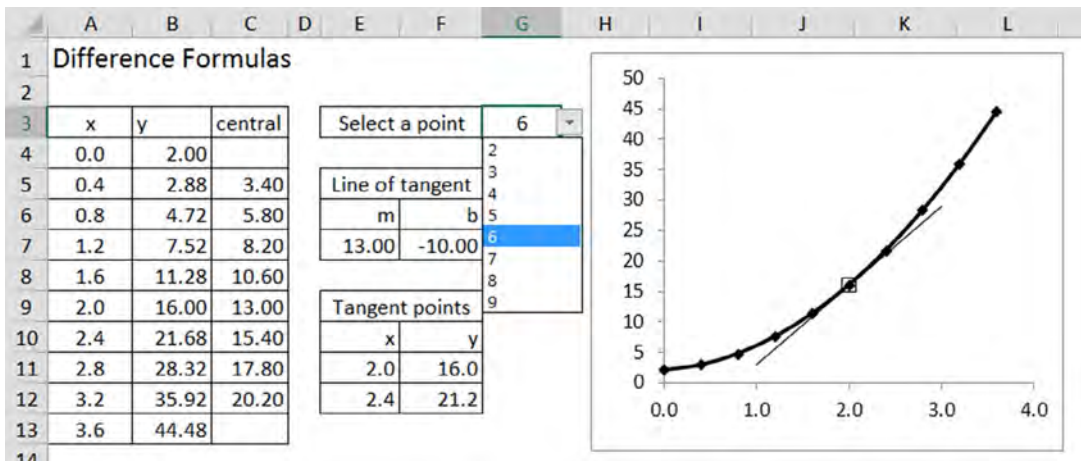 A B C D E F G H I J K L
1 Difference Formulas
2
3 x y central Select a point 6
4 0.0 2.00 2
5 0.4 2.88 3.40 Line of tangent 3
4
6 0.8 4.72 5.80 m b 5
7 1.2 7.52 8.20 13.00 -10.00 6
7
8 1.6 11.28 10.60 8
9 2.0 16.00 13.00 Tangent points 9
10 2.4 21.68 15.40 x y
11 2.8 28.32 17.80 2.0 16.0
12 3.2 35.92 20.20 2.4 21.2
13 3.6 44.48
14
50
45
40
35
30
25
20
15
10
5
0
0.0 1.0 2.0 3.0 4.0